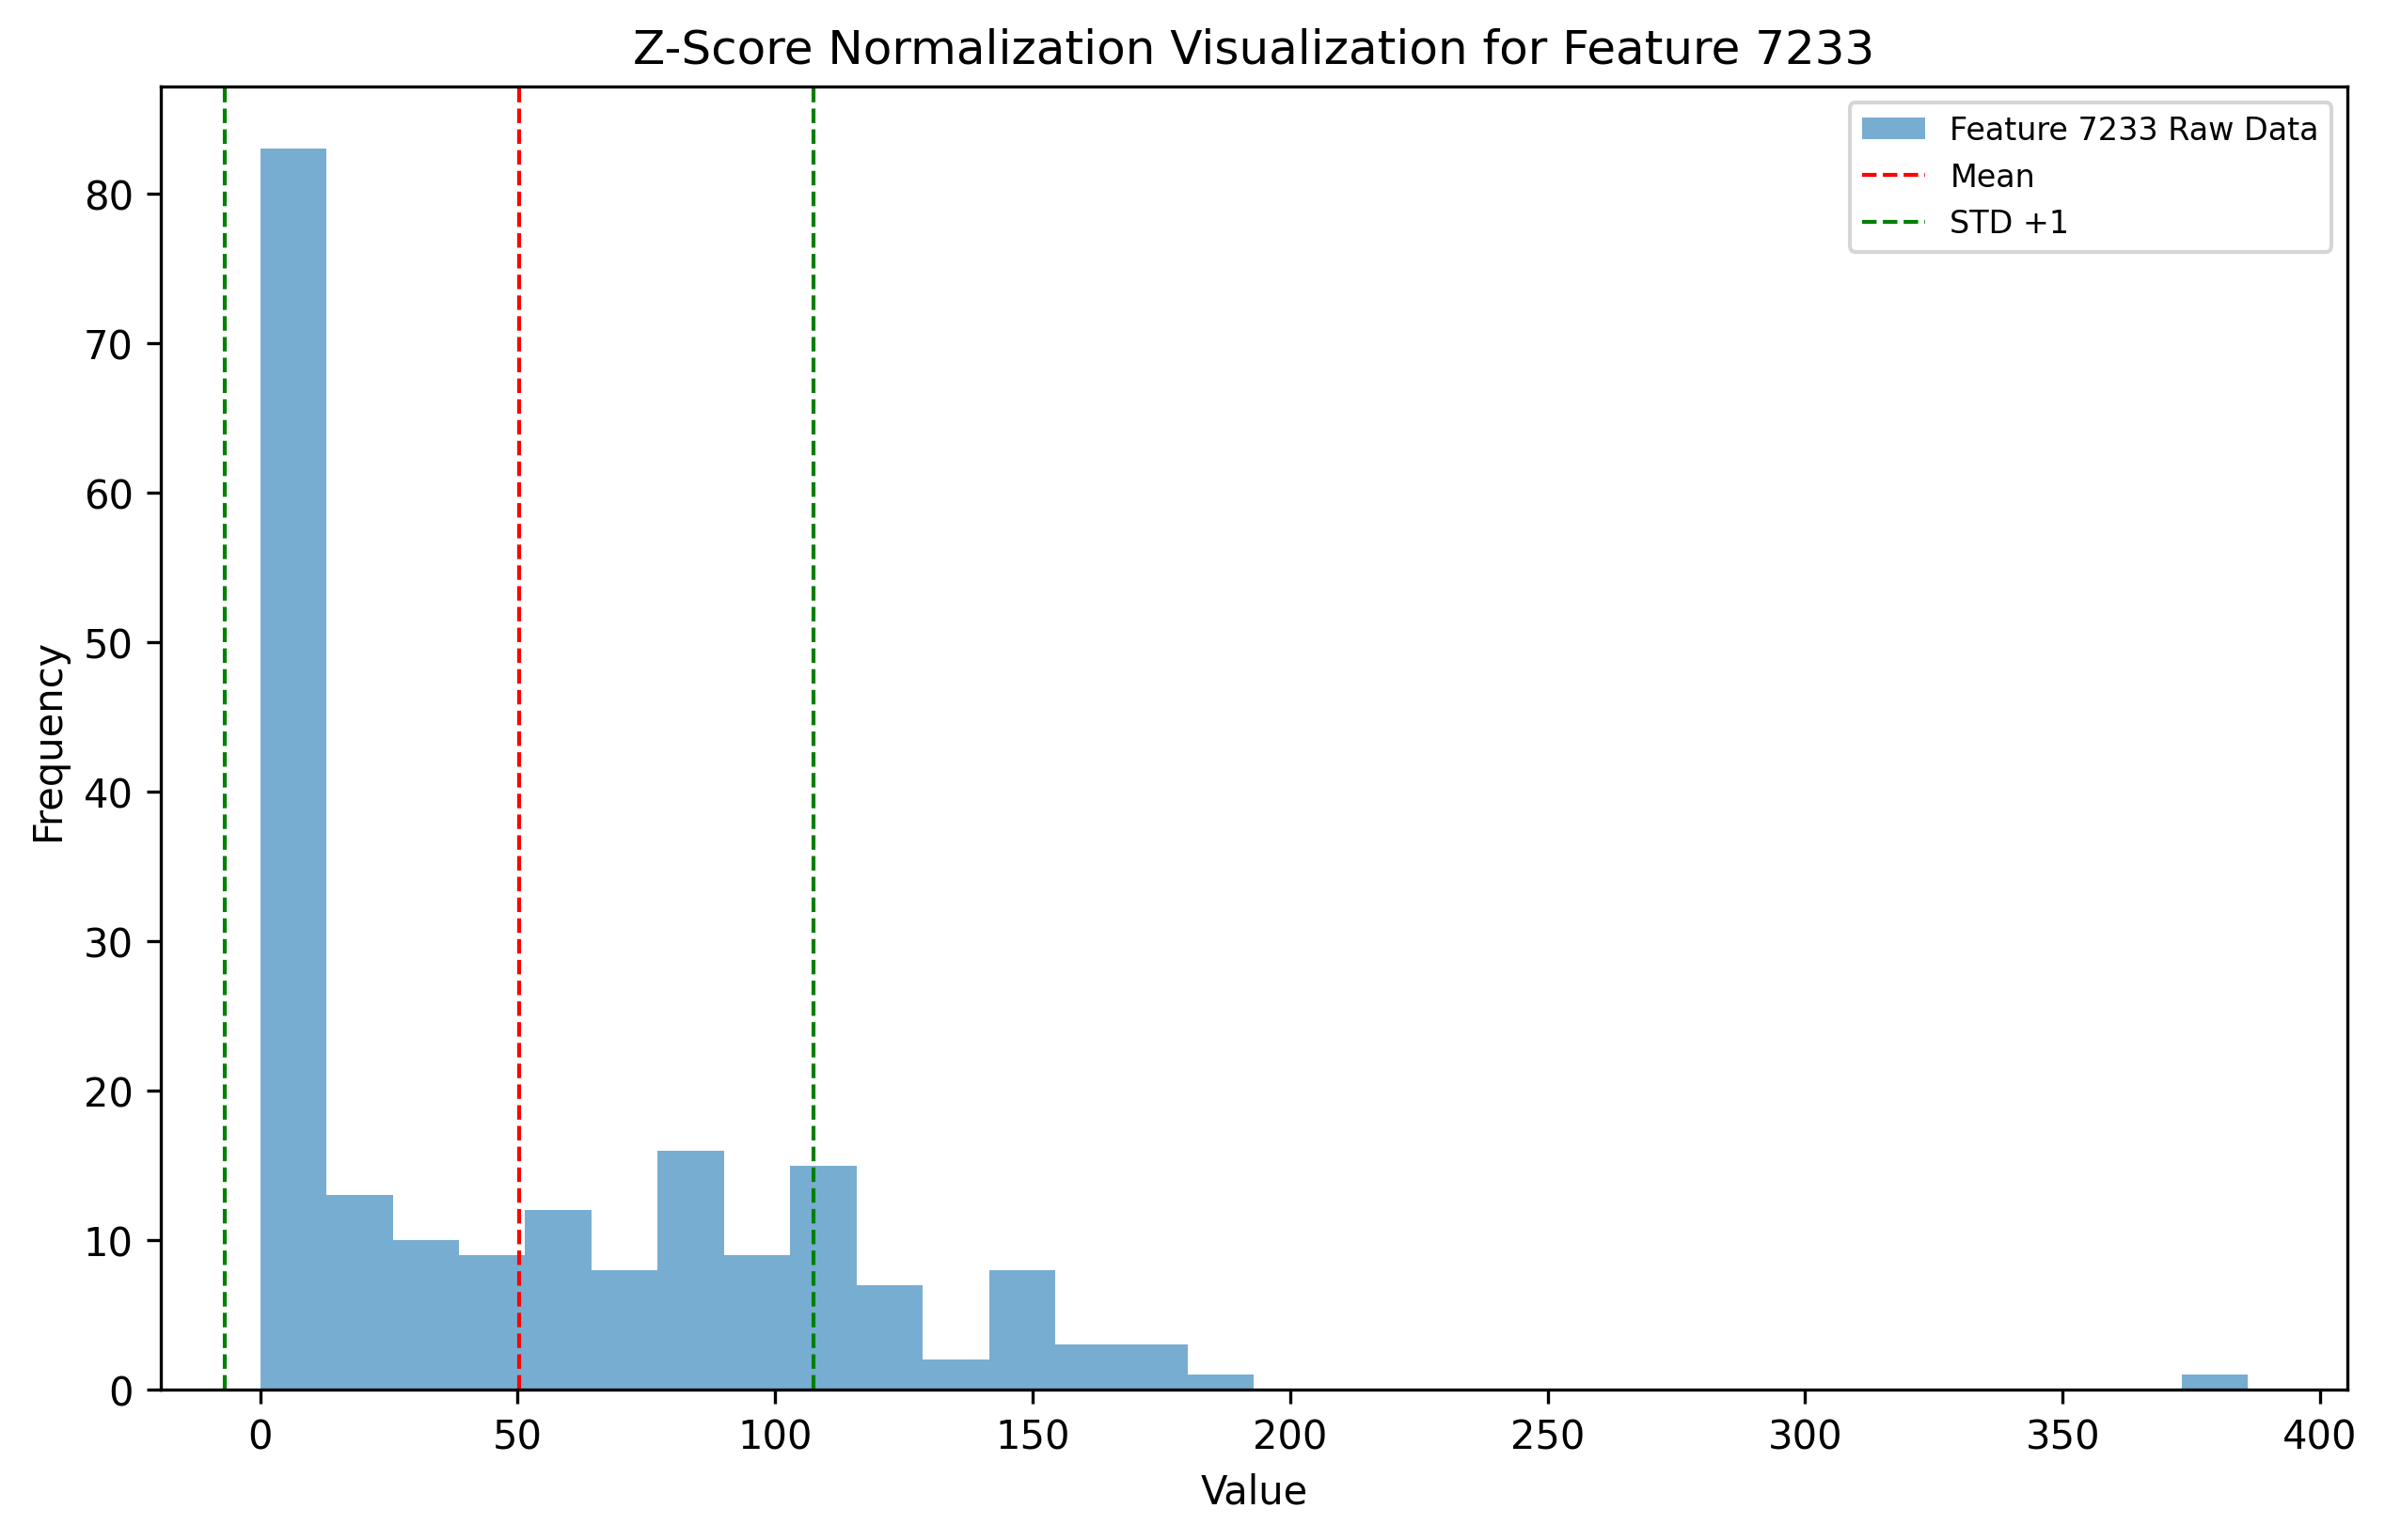 Z-Score Normalization Visualization for Feature 7233
Feature 7233 Raw Data
Mean
STD +1
Frequency
80
70
60
50
40
30
20
10
0
0 50 100 150 200 250 300 350 400
Value